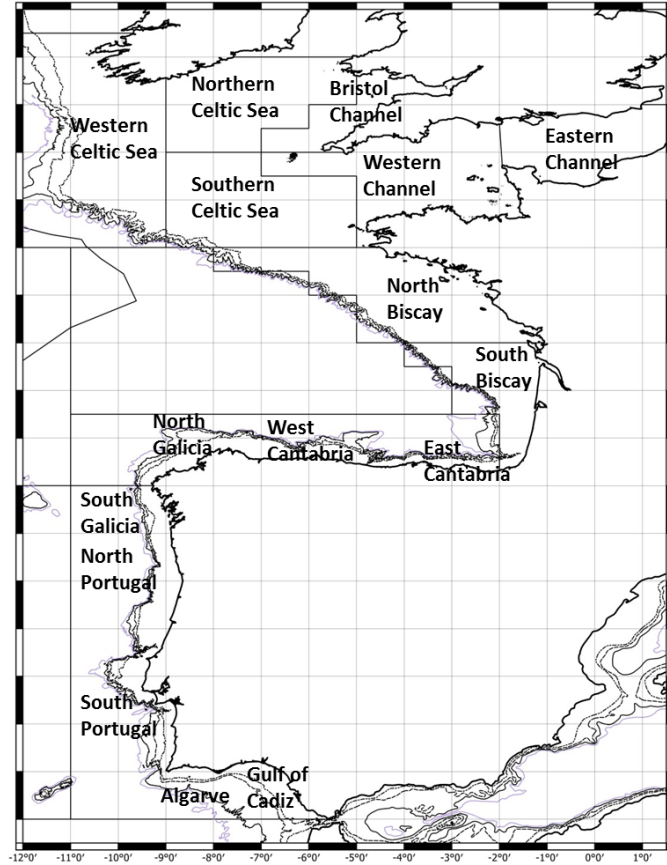 Northern
Celtic Sea
Bristol
Channel
Western
Celtic Sea
Eastern
Channel
Western
Channel
Southern
Celtic Sea
North
Biscay
South
Biscay
North
Galicia
West
Cantabria
East
Cantabria
South
Galicia
North
Portugal
South
Portugal
Gulf of
Cadiz
Algarve
-12°0' -11°0' -10°0' -9°0' -8°0' -7°0' -6°0' -5°0' -4°0' -3°0' -2°0' -1°0' 0°0' 1°0'